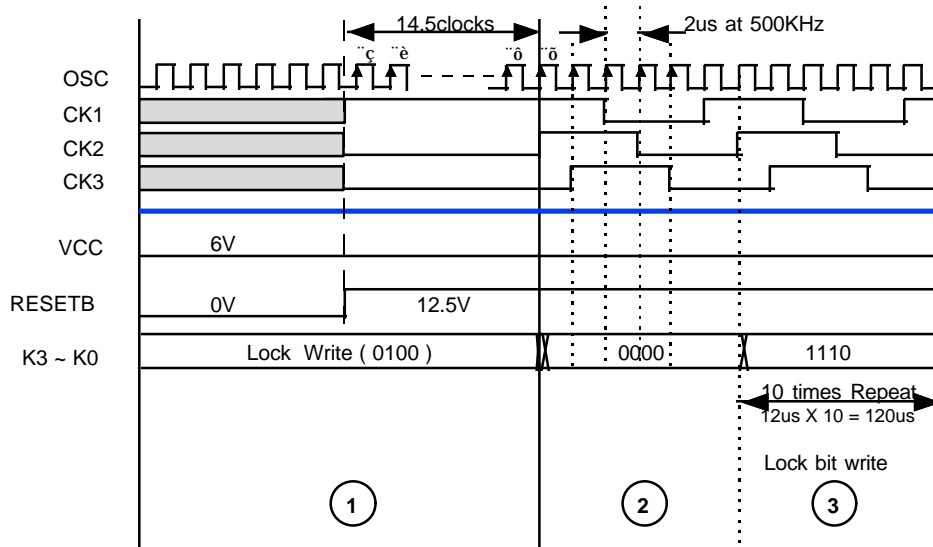 14.5clocks
2us at 500KHz
¨ç ¨è ¨ô ¨õ
OSC
CK1
CK2
CK3
VCC 6V
RESETB 0V 12.5V
K3 ~ K0 Lock Write ( 0100 ) 0000 1110
10 times Repeat
12us X 10 = 120us
Lock bit write
1 2 3